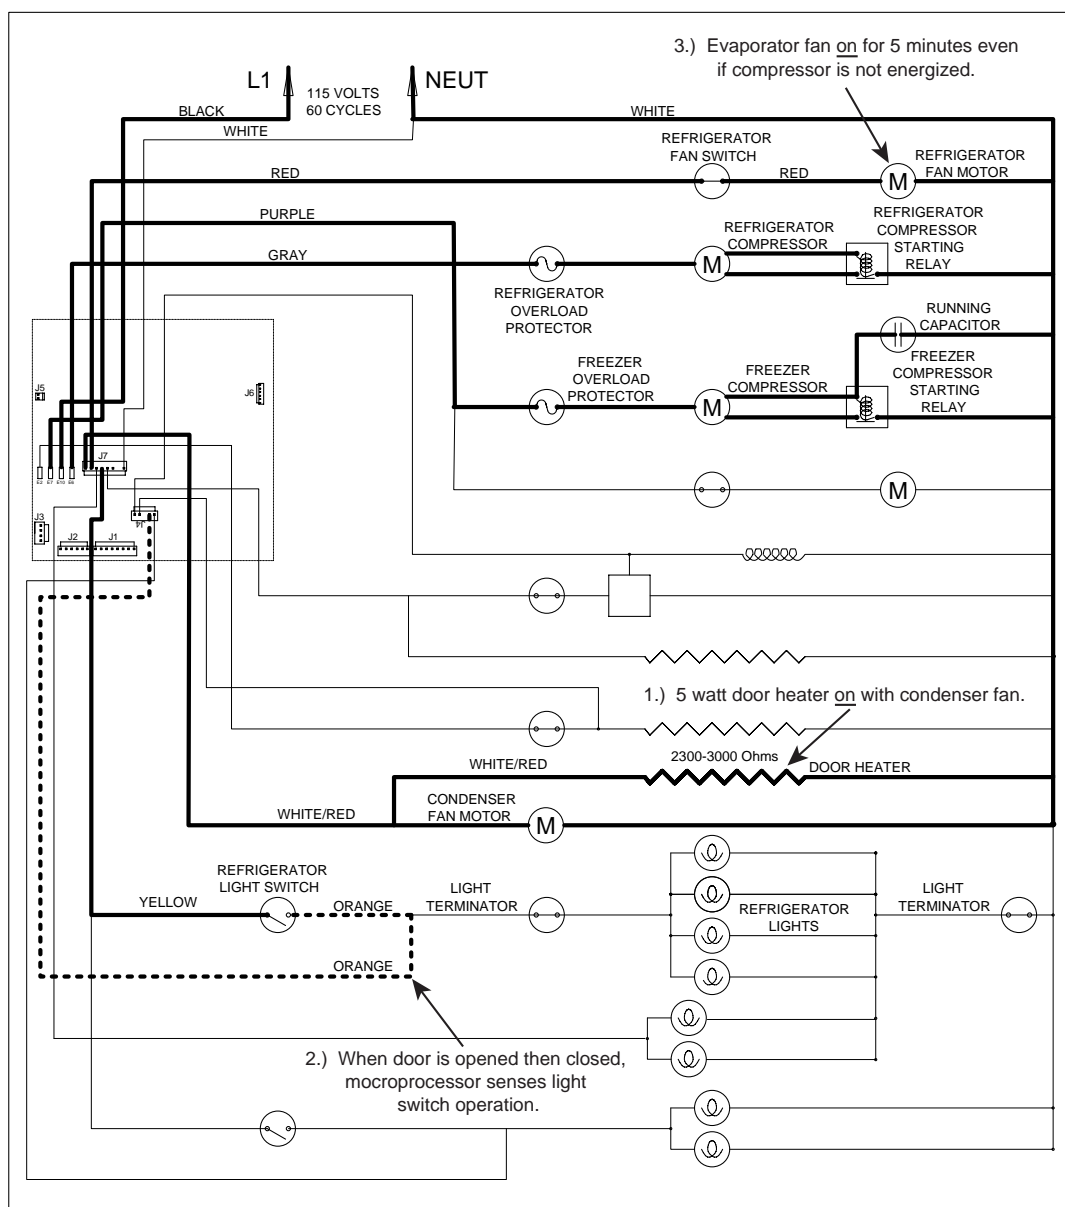 3.) Evaporator fan on for 5 minutes even
if compressor is not energized.
L1
NEUT
115 VOLTS
60 CYCLES
BLACK
WHITE
WHITE
REFRIGERATOR
FAN SWITCH
RED
RED
M
REFRIGERATOR
FAN MOTOR
PURPLE
GRAY
REFRIGERATOR
OVERLOAD
PROTECTOR
REFRIGERATOR
COMPRESSOR
M
REFRIGERATOR
COMPRESSOR
STARTING
RELAY
RUNNING
CAPACITOR
FREEZER
OVERLOAD
PROTECTOR
FREEZER
COMPRESSOR
M
FREEZER
COMPRESSOR
STARTING
RELAY
J5
J6
J7
E2
E7
E10
E6
J3
J4
J2
J1
M
1.) 5 watt door heater on with condenser fan.
2300-3000 Ohms
WHITE/RED
DOOR HEATER
WHITE/RED
CONDENSER
FAN MOTOR
M
REFRIGERATOR
LIGHT SWITCH
YELLOW
ORANGE
LIGHT
TERMINATOR
REFRIGERATOR
LIGHTS
LIGHT
TERMINATOR
ORANGE
2.) When door is opened then closed,
mocroprocessor senses light
switch operation.